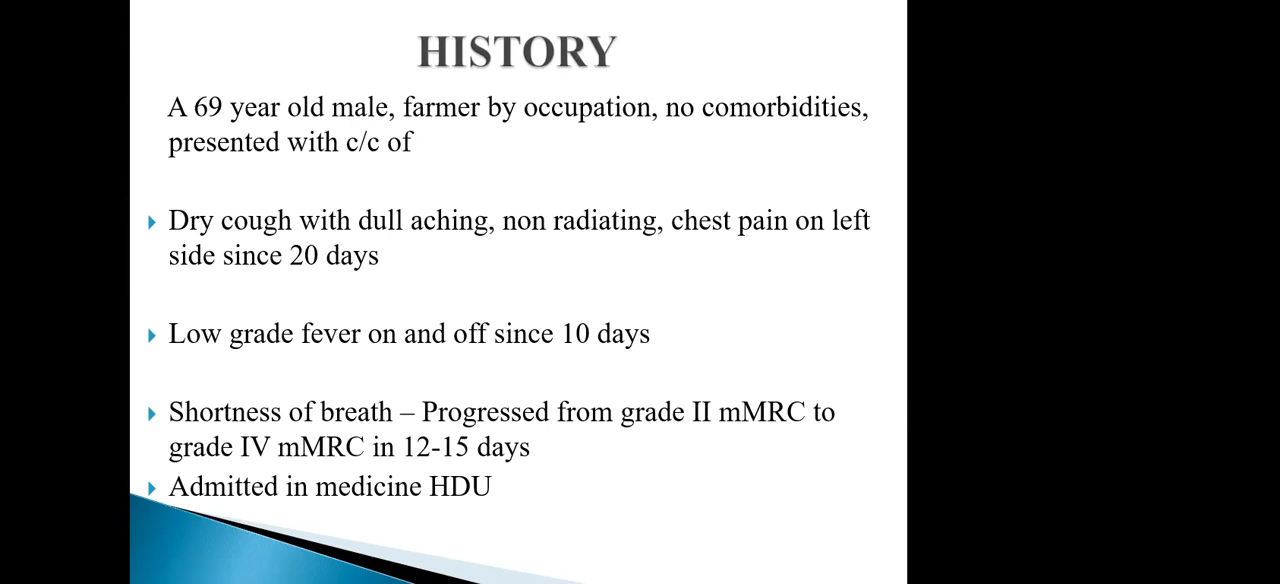 HISTORY
A 69 year old male, farmer by occupation, no comorbidities,
presented with c/c of
Dry cough with dull aching, non radiating, chest pain on left
side since 20 days
Low grade fever on and off since 10 days
Shortness of breath – Progressed from grade II mMRC to
grade IV mMRC in 12-15 days
Admitted in medicine HDU